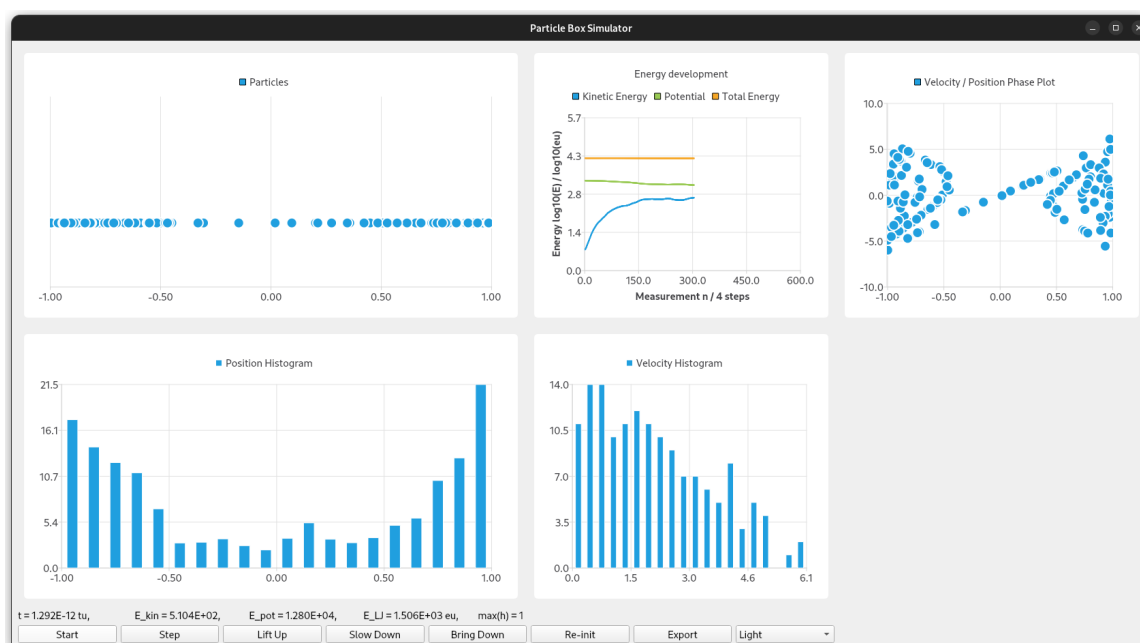 Particle Box Simulator
Particles
-1.00 -0.50 0.00 0.50 1.00
Energy development
Kinetic Energy Potential Total Energy
Energy log10(E) / log10(eu)
5.7
4.3
2.8
1.4
0.0
0.0 150.0 300.0 450.0 600.0
Measurement n / 4 steps
Velocity / Position Phase Plot
10.0
5.0
0.0
-5.0
-10.0
-1.00 -0.50 0.00 0.50 1.00
Position Histogram
21.5
16.1
10.7
5.4
0.0
-1.00 -0.50 0.00 0.50 1.00
Velocity Histogram
14.0
10.5
7.0
3.5
0.0
0.0 1.5 3.0 4.6 6.1
t = 1.292E-12 tu, E_kin = 5.104E+02, E_pot = 1.280E+04, E_LJ = 1.506E+03 eu, max(h) = 1
Start Step Lift Up Slow Down Bring Down Re-init Export Light